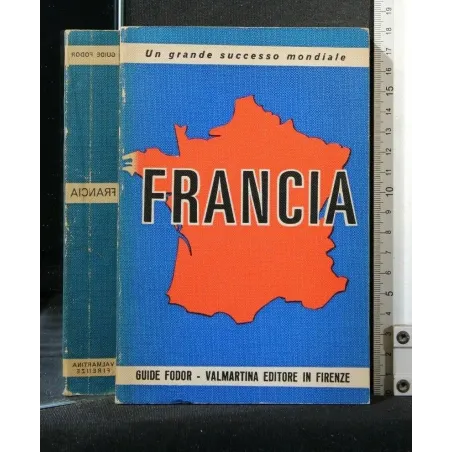 Un grande successo mondiale
FRANCIA
GUIDE FODOR - VALMARTINA EDITORE IN FIRENZE
GUIDE FODOR
FRANCIA
VALMARTINA
FIRENZE